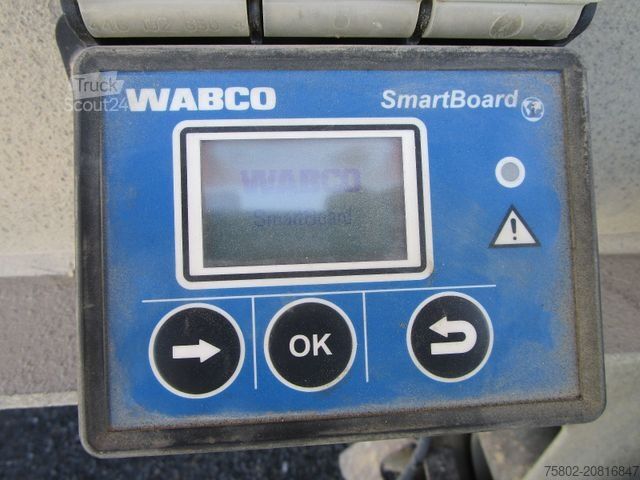 Truck
Scout24
WABCO
SmartBoard
WABCO
SmartBoard
OK
75802-20816847